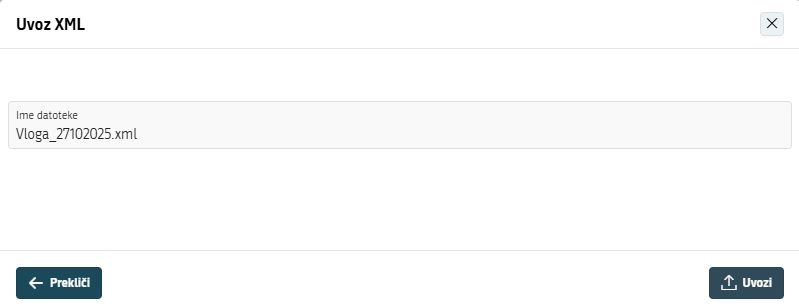 Uvoz XML
Ime datoteke
Vloga_27102025.xml
Prekliči
Uvozi